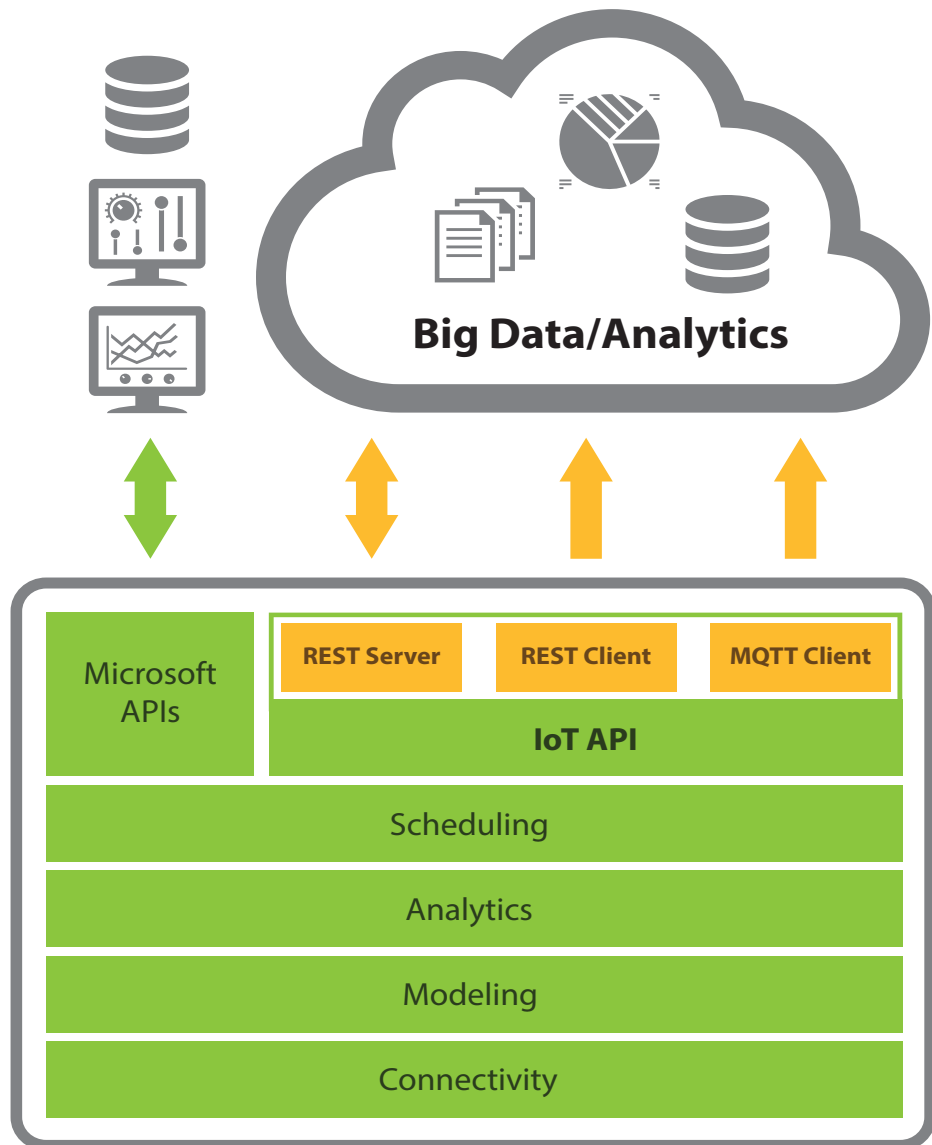 Big Data/Analytics
Microsoft
APIs
REST Server
REST Client
MQTT Client
IoT API
Scheduling
Analytics
Modeling
Connectivity